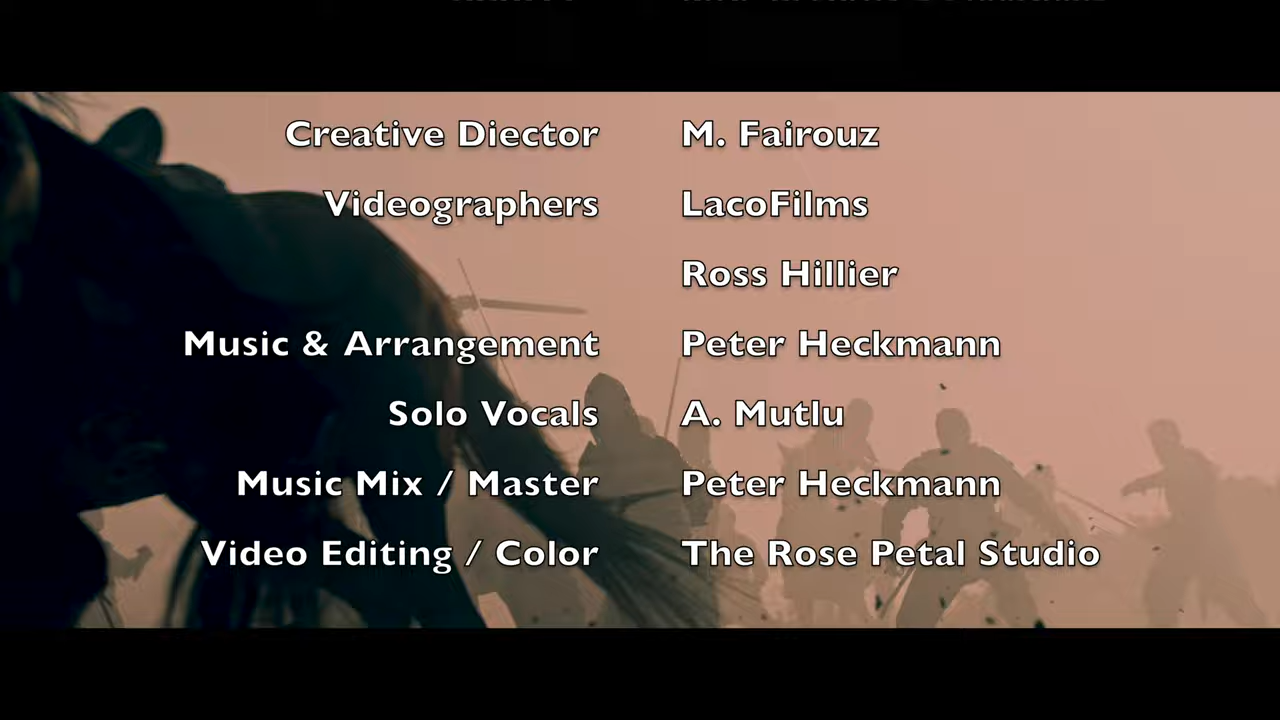 Creative Diector M. Fairouz
Videographers LacoFilms
Ross Hillier
Music & Arrangement Peter Heckmann
Solo Vocals A. Mutlu
Music Mix / Master Peter Heckmann
Video Editing / Color The Rose Petal Studio